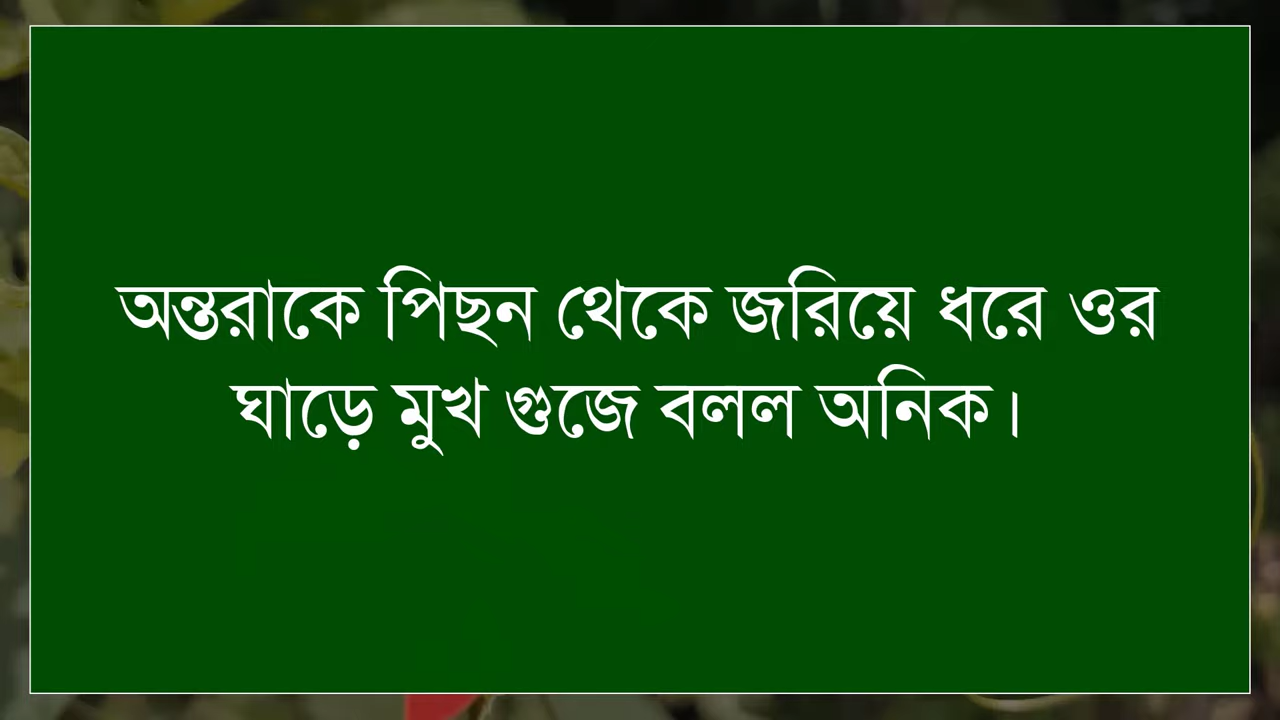 অন্তরাকে পিছন থেকে জরিয়ে ধরে ওর
ঘাড়ে মুখ গুজে বলল অনিক।